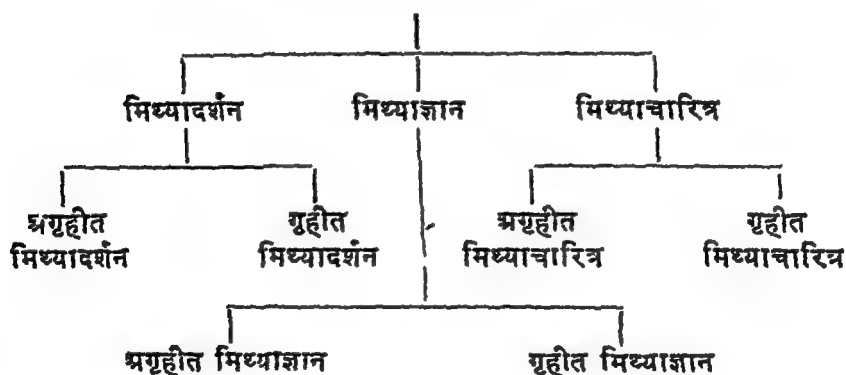 मिथ्यादर्शन मिथ्याज्ञान मिथ्याचारित्र
अगृहीत गृहीत अगृहीत गृहीत
मिथ्यादर्शन मिथ्यादर्शन मिथ्याचारित्र मिथ्याचारित्र
अगृहीत मिथ्याज्ञान गृहीत मिथ्याज्ञान